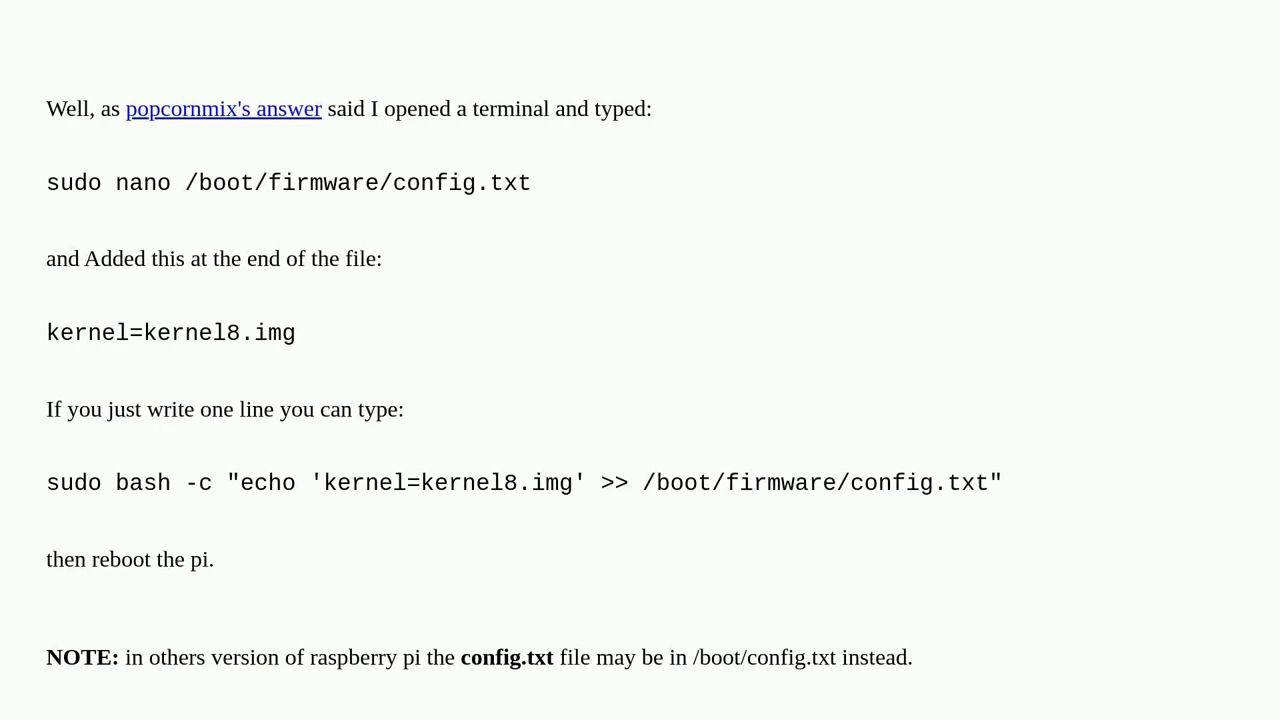 Well, as popcornmix's answer said I opened a terminal and typed:
sudo nano /boot/firmware/config.txt
and Added this at the end of the file:
kernel=kernel8.img
If you just write one line you can type:
sudo bash -c "echo 'kernel=kernel8.img' >> /boot/firmware/config.txt"
then reboot the pi.
NOTE: in others version of raspberry pi the config.txt file may be in /boot/config.txt instead.